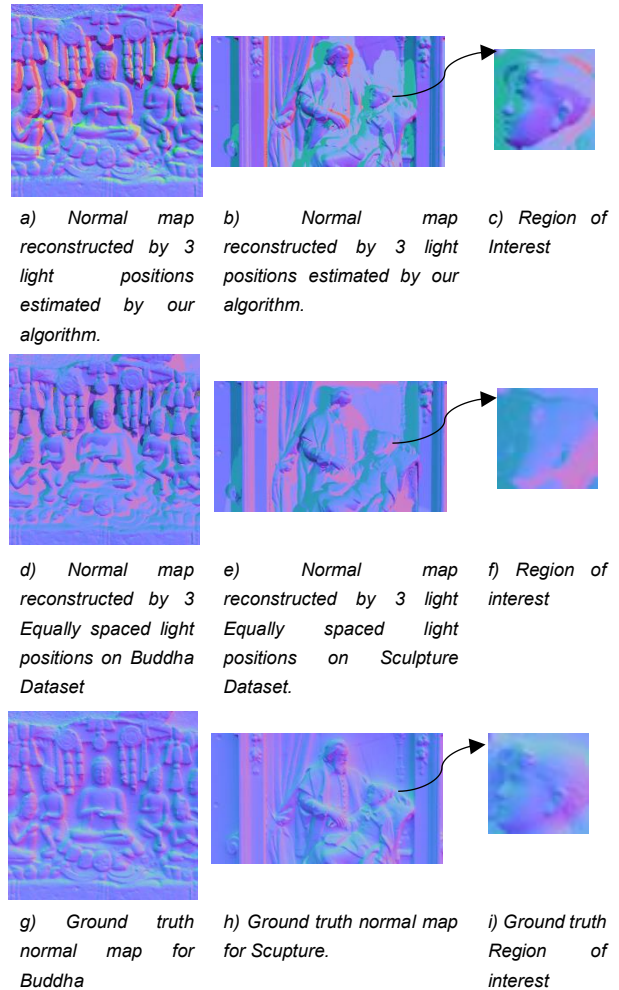 a) Normal map
reconstructed by 3
light positions
estimated by our
algorithm.
b) Normal map
reconstructed by 3 light
positions estimated by our
algorithm.
c) Region of
Interest
d) Normal map
reconstructed by 3
Equally spaced light
positions on Buddha
Dataset
e) Normal map
reconstructed by 3 light
Equally spaced light
positions on Sculpture
Dataset.
f) Region of
interest
g) Ground truth
normal map for
Buddha
h) Ground truth normal map
for Scupture.
i) Ground truth
Region of
interest